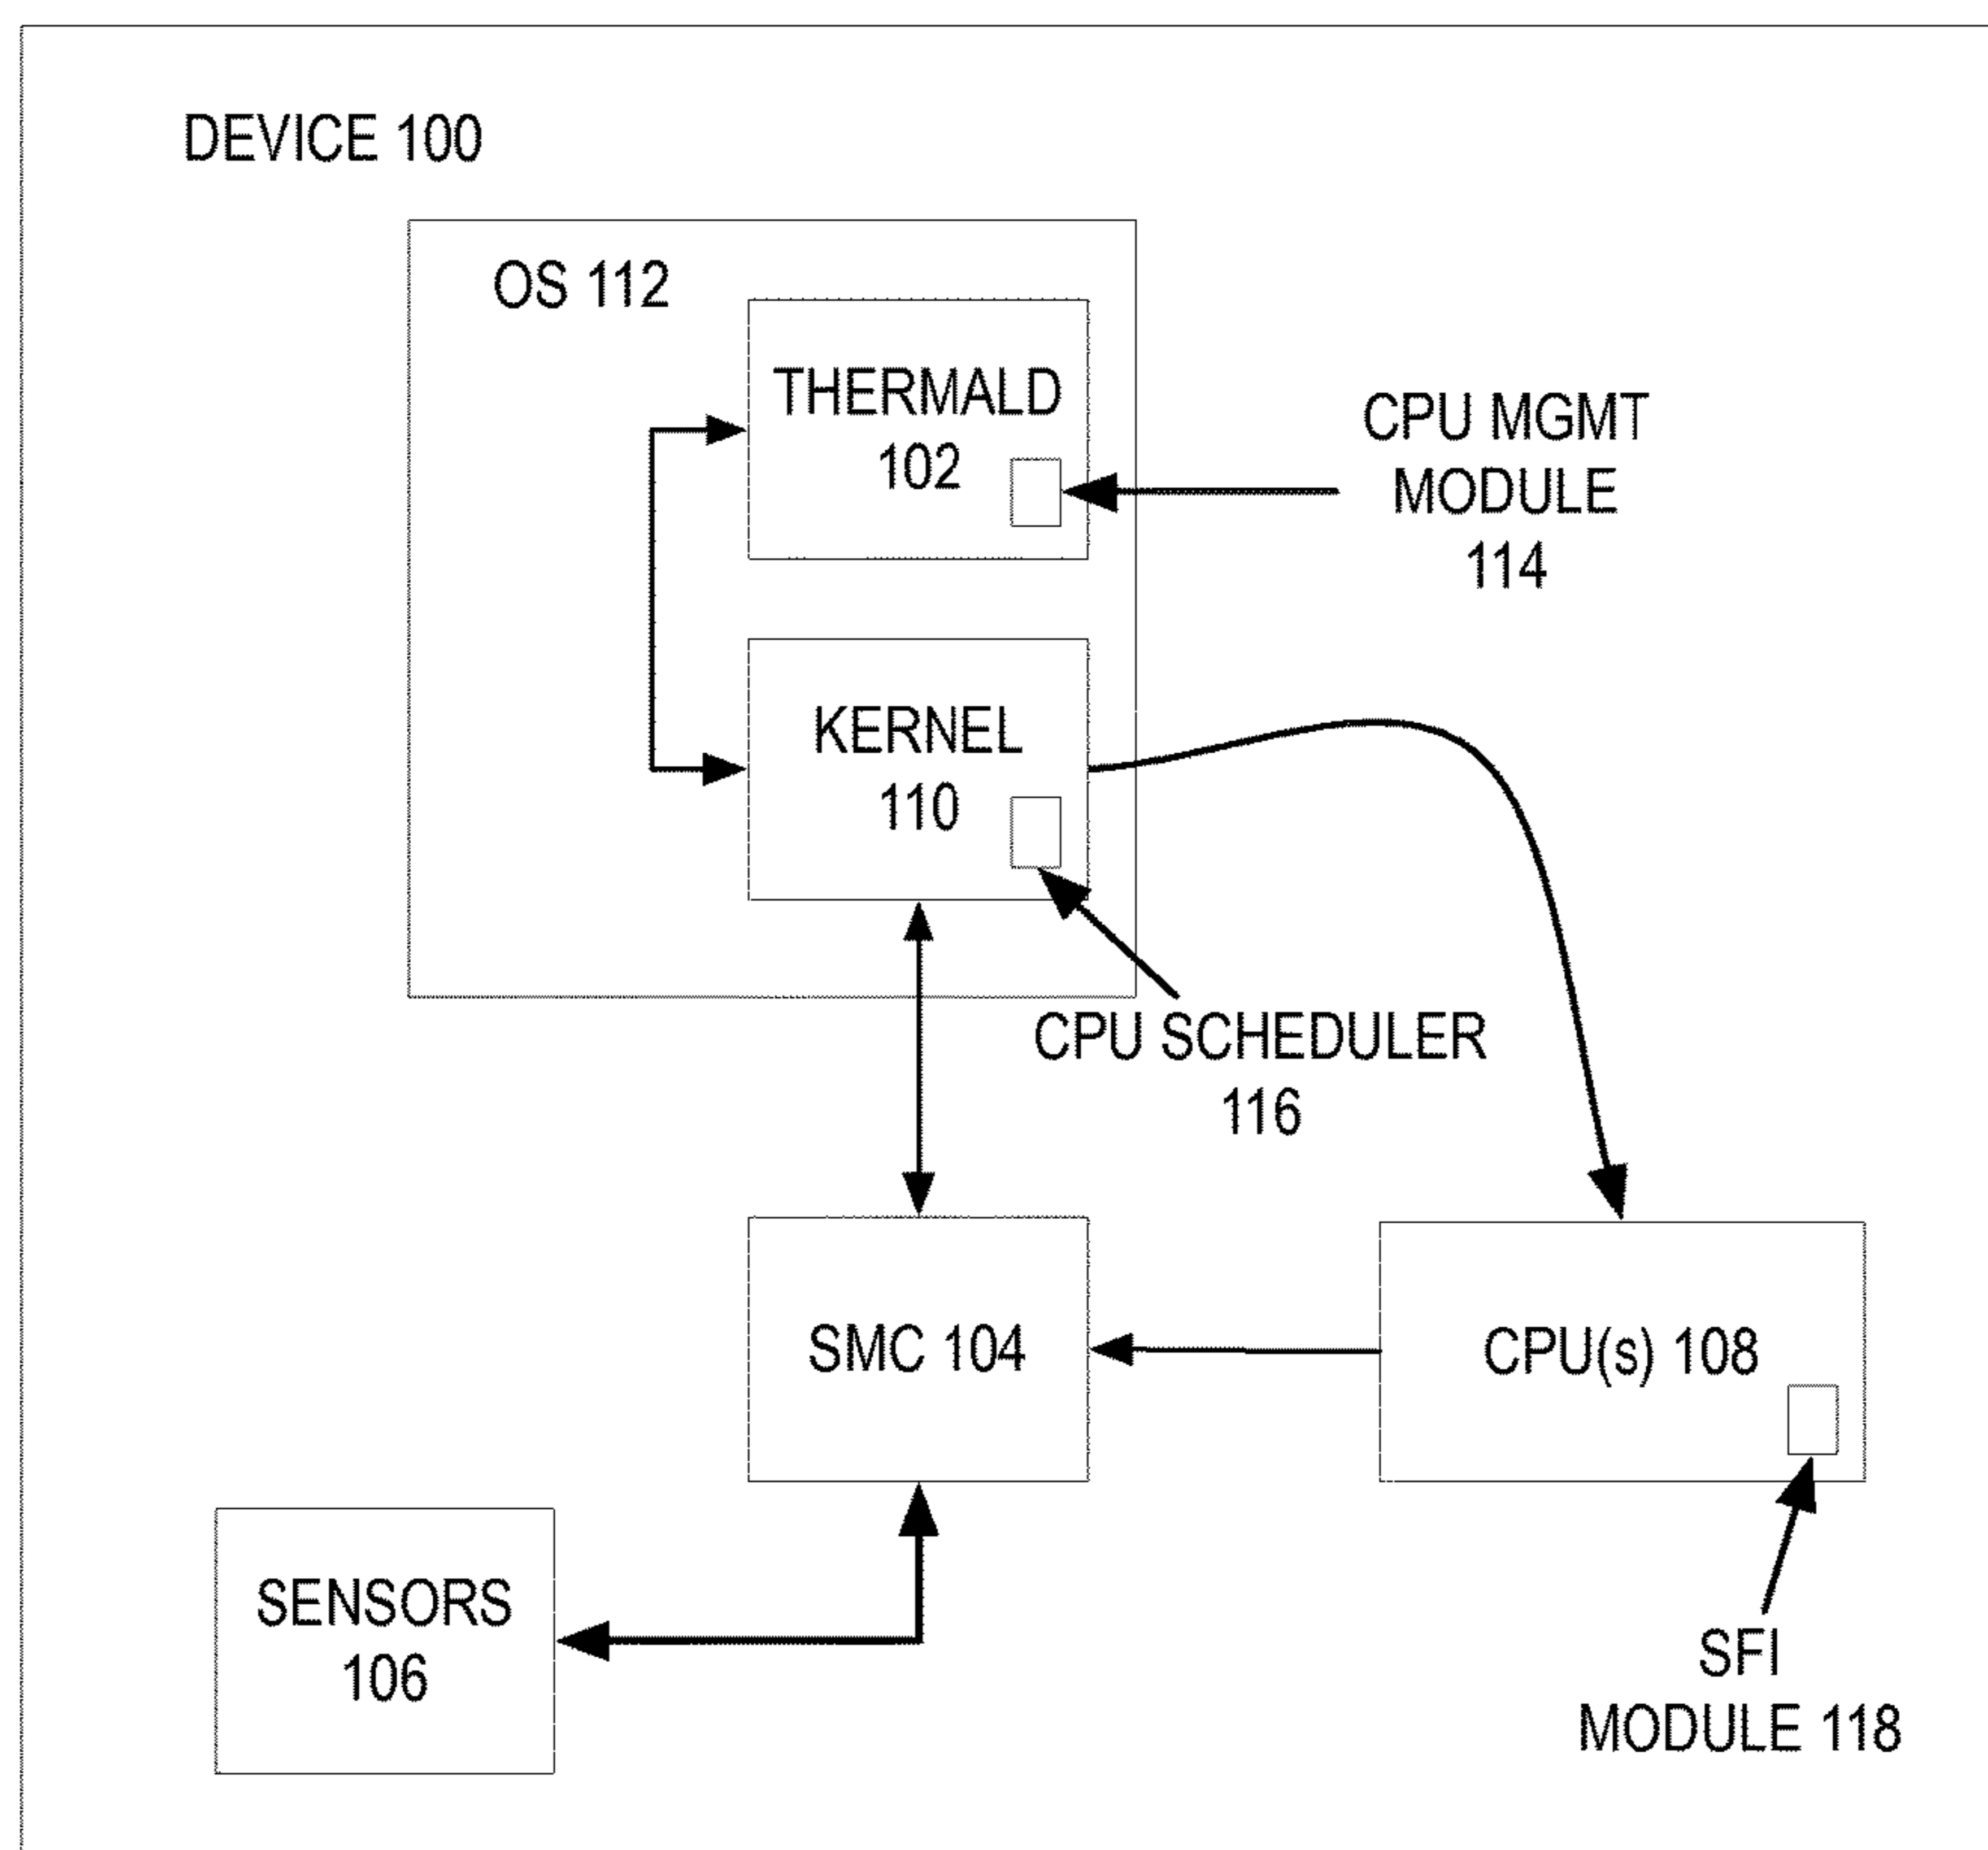 DEVICE 100
OS 112
THERMALD
102
CPU MGMT
MODULE
114
KERNEL
110
CPU SCHEDULER
116
SMC 104
CPU(s) 108
SENSORS
106
SFI
MODULE 118